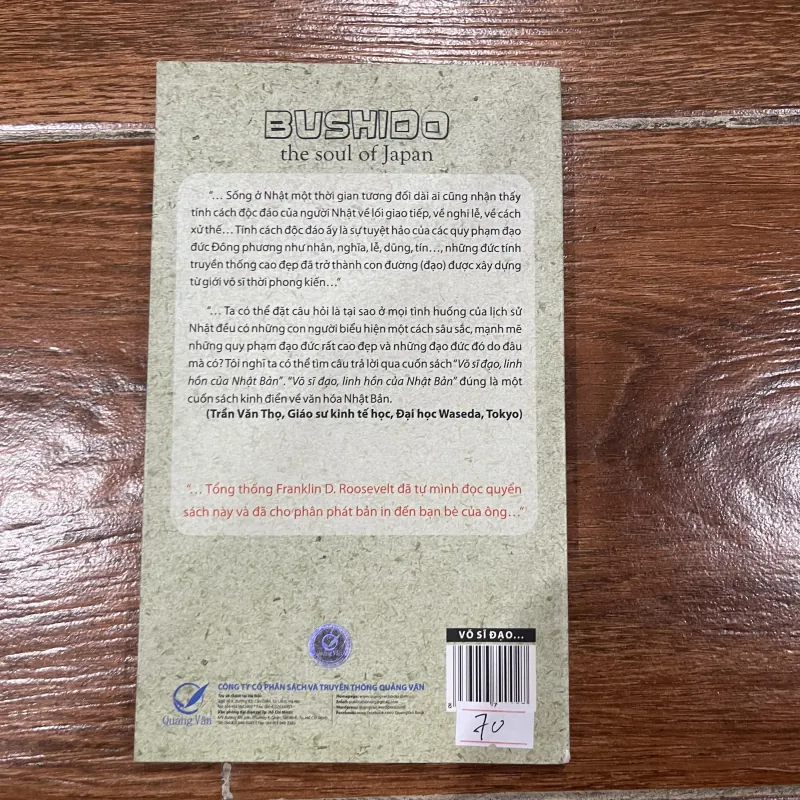 BUSHIDO
the soul of Japan
“... Sống ở Nhật một thời gian tương đối dài ai cũng nhận thấy
tính cách độc đáo của người Nhật về lối giao tiếp, về nghi lễ, về cách
xử thế... Tính cách độc đáo ấy là sự tuyệt hảo của các quy phạm đạo
đức Đông phương như nhân, nghĩa, lễ, dũng, tín..., những đức tính
truyền thống cao đẹp đã trở thành con đường (đạo) được xây dựng
từ giới võ sĩ thời phong kiến...”
“... Ta có thể đặt câu hỏi là tại sao ở mọi tình huống của lịch sử
Nhật đều có những con người biểu hiện một cách sâu sắc, mạnh mẽ
những quy phạm đạo đức rất cao đẹp và những đạo đức đó do đâu
mà có? Tôi nghĩ ta có thể tìm câu trả lời qua cuốn sách “Võ sĩ đạo, linh
hồn của Nhật Bản”. “Võ sĩ đạo, linh hồn của Nhật Bản” đúng là một
cuốn sách kinh điển về văn hóa Nhật Bản.
(Trần Văn Thọ, Giáo sư kinh tế học, Đại học Waseda, Tokyo)
“... Tổng thống Franklin D. Roosevelt đã tự mình đọc quyển
sách này và đã cho phân phát bản in đến bạn bè của ông...”
VÕ SĨ ĐẠO...
CÔNG TY CỔ PHẦN SÁCH VÀ TRUYỀN THÔNG QUẢNG VĂN
Quảng Văn
70